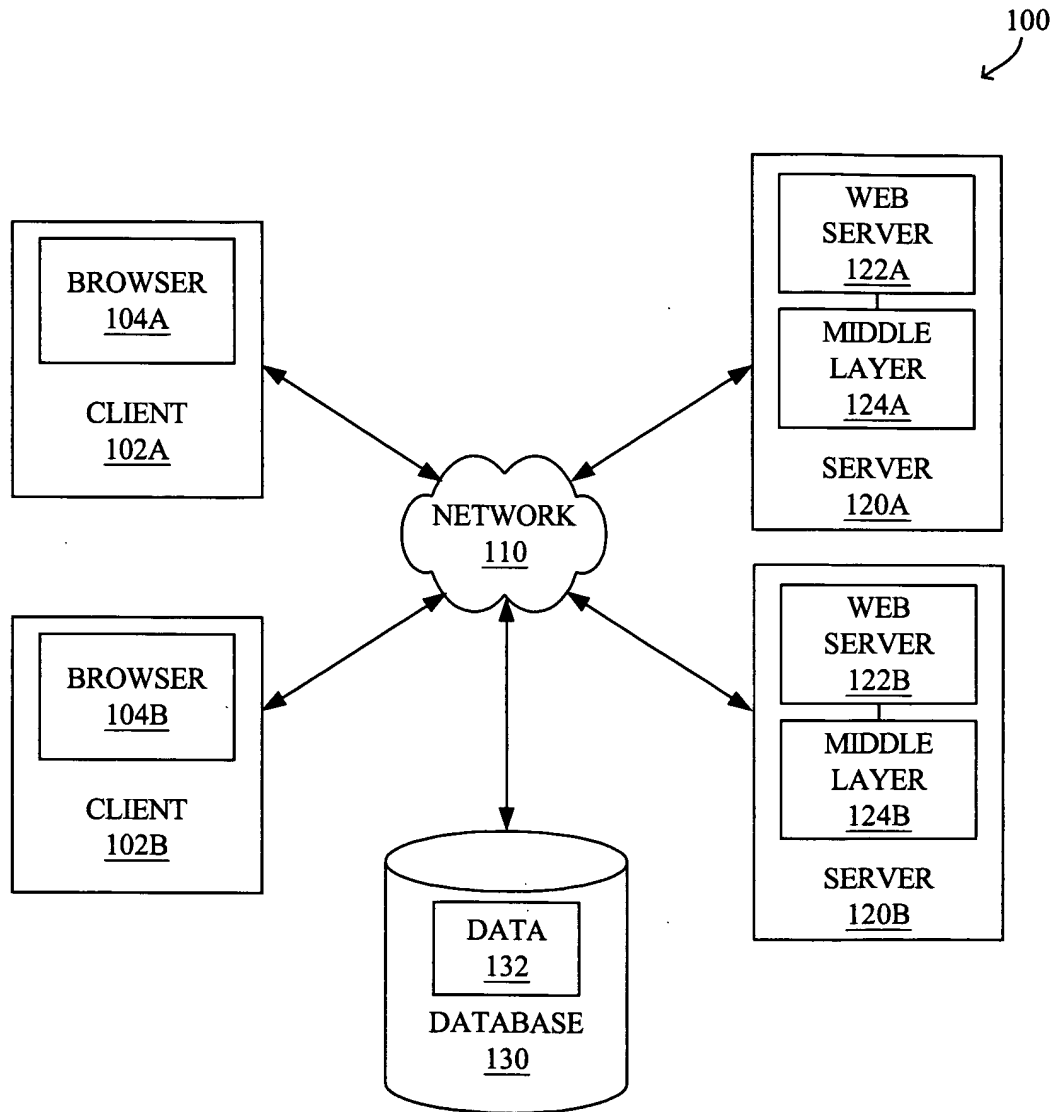 100
BROWSER
104A
CLIENT
102A
WEB
SERVER
122A
MIDDLE
LAYER
124A
SERVER
120A
NETWORK
110
BROWSER
104B
CLIENT
102B
WEB
SERVER
122B
MIDDLE
LAYER
124B
SERVER
120B
DATA
132
DATABASE
130